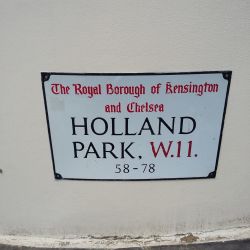 The Royal Borough of Kensington
and Chelsea
HOLLAND
PARK, W.11.
58-78